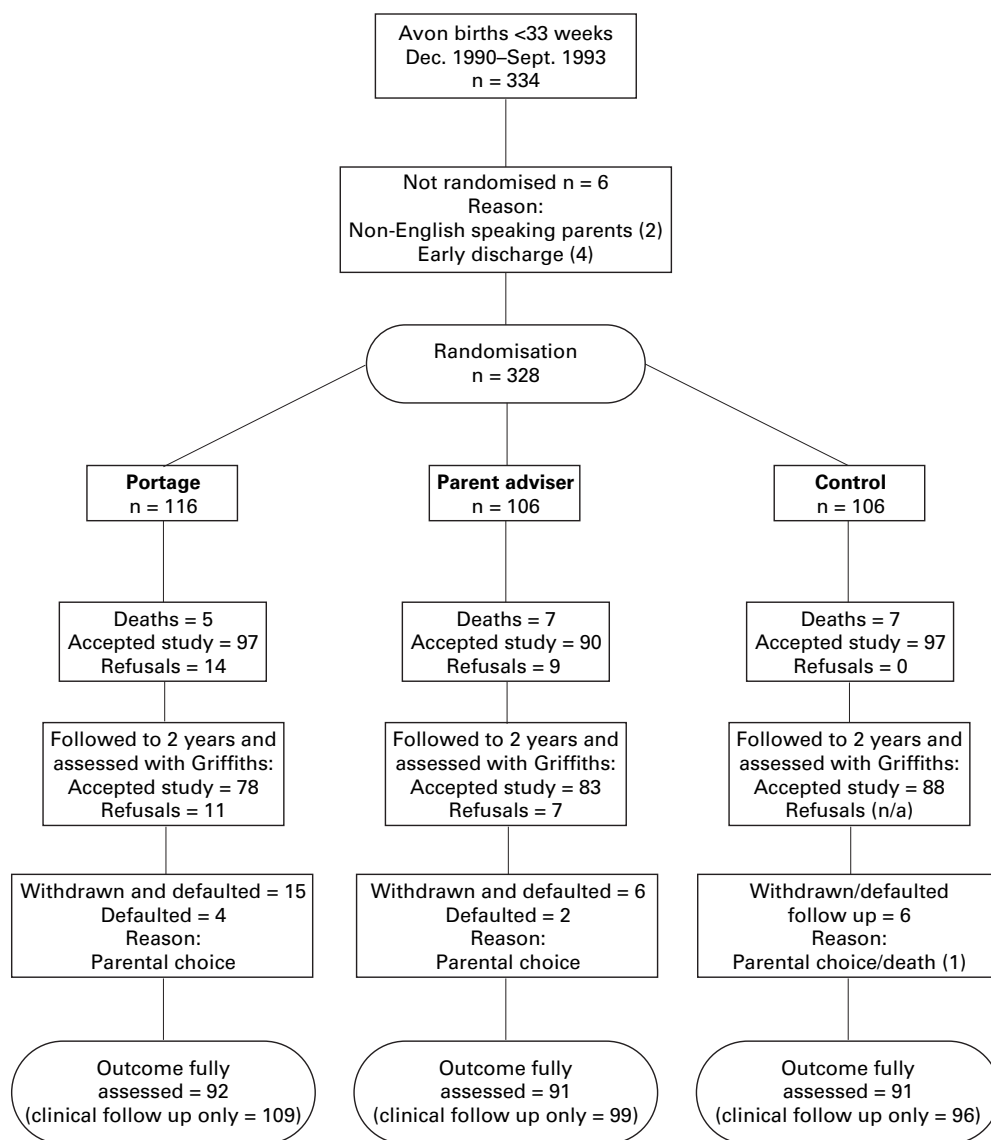 Avon births <33 weeks
Dec. 1990–Sept. 1993
n = 334
Not randomised n = 6
Reason:
Non-English speaking parents (2)
Early discharge (4)
Randomisation
n = 328
Portage
n = 116
Parent adviser
n = 106
Control
n = 106
Deaths = 5
Accepted study = 97
Refusals = 14
Deaths = 7
Accepted study = 90
Refusals = 9
Deaths = 7
Accepted study = 97
Refusals = 0
Followed to 2 years and
assessed with Griffiths:
Accepted study = 78
Refusals = 11
Followed to 2 years and
assessed with Griffiths:
Accepted study = 83
Refusals = 7
Followed to 2 years and
assessed with Griffiths:
Accepted study = 88
Refusals (n/a)
Withdrawn and defaulted = 15
Defaulted = 4
Reason:
Parental choice
Withdrawn and defaulted = 6
Defaulted = 2
Reason:
Parental choice
Withdrawn/defaulted
follow up = 6
Reason:
Parental choice/death (1)
Outcome fully
assessed = 92
(clinical follow up only = 109)
Outcome fully
assessed = 91
(clinical follow up only = 99)
Outcome fully
assessed = 91
(clinical follow up only = 96)